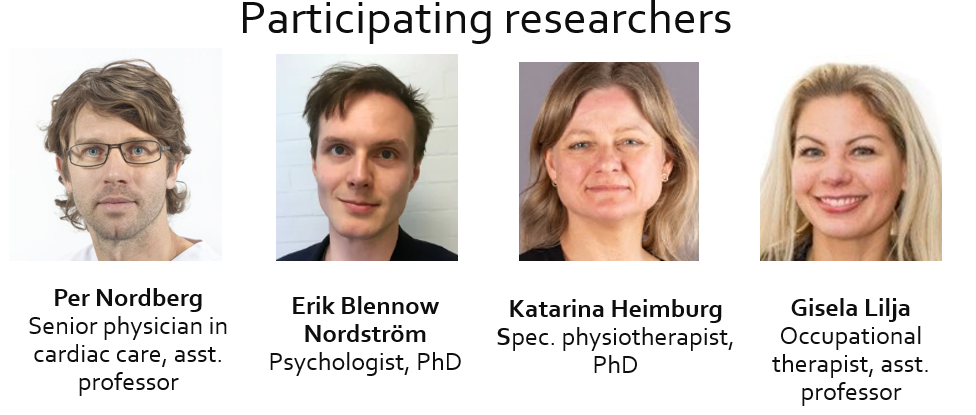 Participating researchers
Per Nordberg
Senior physician in
cardiac care, asst.
professor
Erik Blennow
Nordström
Psychologist, PhD
Katarina Heimburg
Spec. physiotherapist,
PhD
Gisela Lilja
Occupational
therapist, asst.
professor